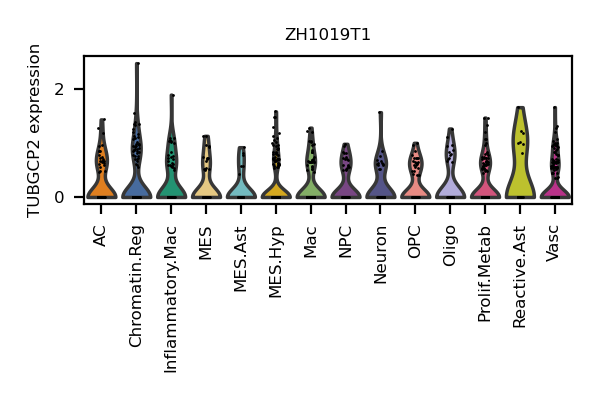 ZH1019T1
TUBGCP2 expression
2
0
AC
Chromatin.Reg
Inflammatory.Mac
MES
MES.Ast
MES.Hyp
Mac
NPC
Neuron
OPC
Oligo
Prolif.Metab
Reactive.Ast
Vasc